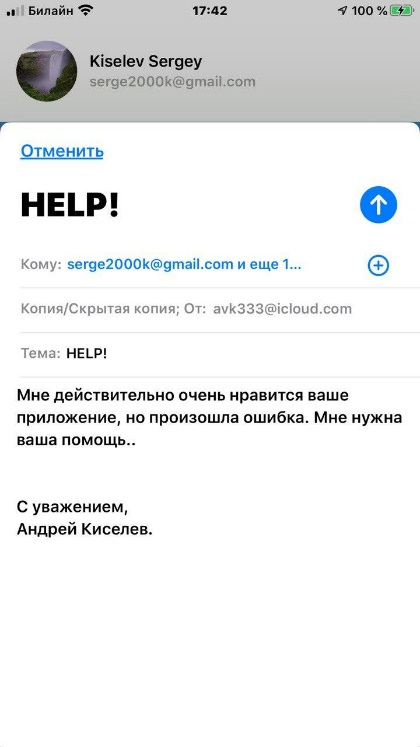 Билайн 17:42 100 %
Kiselev Sergey
serge2000k@gmail.com
Отменить
HELP!
Кому: serge2000k@gmail.com и еще 1...
Копия/Скрытая копия; От: avk333@icloud.com
Тема: HELP!
Мне действительно очень нравится ваше
приложение, но произошла ошибка. Мне нужна
ваша помощь..
С уважением,
Андрей Киселев.